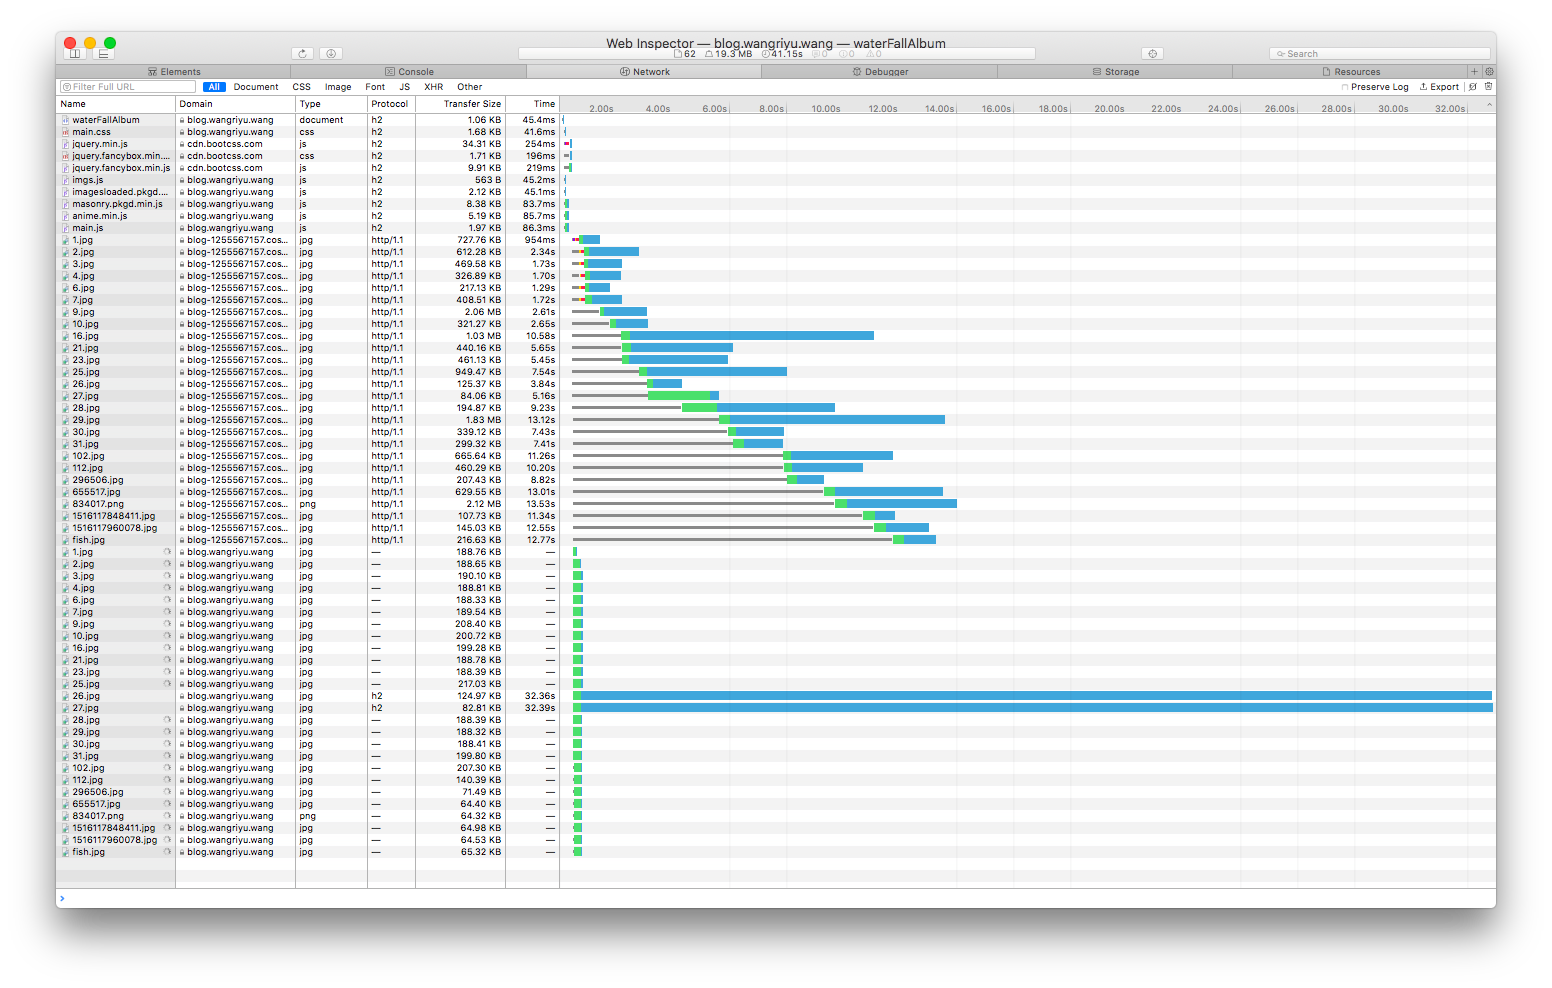 Web Inspector — blog.wangriyu.wang — waterFallAlbum
62 19.3 MB 41.15s 0 0 0
Search
Elements Console Network Debugger Storage Resources
Filter Full URL All Document CSS Image Font JS XHR Other Preserve Log Export
Name Domain Type Protocol Transfer Size Time 2.00s 4.00s 6.00s 8.00s 10.00s 12.00s 14.00s 16.00s 18.00s 20.00s 22.00s 24.00s 26.00s 28.00s 30.00s 32.00s
waterFallAlbum blog.wangriyu.wang document h2 1.06 KB 45.4ms
main.css blog.wangriyu.wang css h2 1.68 KB 41.6ms
jquery.min.js cdn.bootcss.com js h2 34.31 KB 254ms
jquery.fancybox.min.... cdn.bootcss.com css h2 1.71 KB 196ms
jquery.fancybox.min.js cdn.bootcss.com js h2 9.91 KB 219ms
imgs.js blog.wangriyu.wang js h2 563 B 45.2ms
imagesloaded.pkgd.... blog.wangriyu.wang js h2 2.12 KB 45.1ms
masonry.pkgd.min.js blog.wangriyu.wang js h2 8.38 KB 83.7ms
anime.min.js blog.wangriyu.wang js h2 5.19 KB 85.7ms
main.js blog.wangriyu.wang js h2 1.97 KB 86.3ms
1.jpg blog-1255567157.cos... jpg http/1.1 727.76 KB 954ms
2.jpg blog-1255567157.cos... jpg http/1.1 612.28 KB 2.34s
3.jpg blog-1255567157.cos... jpg http/1.1 469.58 KB 1.73s
4.jpg blog-1255567157.cos... jpg http/1.1 326.89 KB 1.70s
6.jpg blog-1255567157.cos... jpg http/1.1 217.13 KB 1.29s
7.jpg blog-1255567157.cos... jpg http/1.1 408.51 KB 1.72s
9.jpg blog-1255567157.cos... jpg http/1.1 2.06 MB 2.61s
10.jpg blog-1255567157.cos... jpg http/1.1 321.27 KB 2.65s
16.jpg blog-1255567157.cos... jpg http/1.1 1.03 MB 10.58s
21.jpg blog-1255567157.cos... jpg http/1.1 440.16 KB 5.65s
23.jpg blog-1255567157.cos... jpg http/1.1 461.13 KB 5.45s
25.jpg blog-1255567157.cos... jpg http/1.1 949.47 KB 7.54s
26.jpg blog-1255567157.cos... jpg http/1.1 125.37 KB 3.84s
27.jpg blog-1255567157.cos... jpg http/1.1 84.06 KB 5.16s
28.jpg blog-1255567157.cos... jpg http/1.1 194.87 KB 9.23s
29.jpg blog-1255567157.cos... jpg http/1.1 1.83 MB 13.12s
30.jpg blog-1255567157.cos... jpg http/1.1 339.12 KB 7.43s
31.jpg blog-1255567157.cos... jpg http/1.1 299.32 KB 7.41s
102.jpg blog-1255567157.cos... jpg http/1.1 665.64 KB 11.26s
112.jpg blog-1255567157.cos... jpg http/1.1 460.29 KB 10.20s
296506.jpg blog-1255567157.cos... jpg http/1.1 207.43 KB 8.82s
655517.jpg blog-1255567157.cos... jpg http/1.1 629.55 KB 13.01s
834017.png blog-1255567157.cos... png http/1.1 2.12 MB 13.53s
1516117848411.jpg blog-1255567157.cos... jpg http/1.1 107.73 KB 11.34s
1516117960078.jpg blog-1255567157.cos... jpg http/1.1 145.03 KB 12.55s
fish.jpg blog-1255567157.cos... jpg http/1.1 216.63 KB 12.77s
1.jpg blog.wangriyu.wang jpg — 188.76 KB —
2.jpg blog.wangriyu.wang jpg — 188.65 KB —
3.jpg blog.wangriyu.wang jpg — 190.10 KB —
4.jpg blog.wangriyu.wang jpg — 188.81 KB —
6.jpg blog.wangriyu.wang jpg — 188.33 KB —
7.jpg blog.wangriyu.wang jpg — 189.54 KB —
9.jpg blog.wangriyu.wang jpg — 208.40 KB —
10.jpg blog.wangriyu.wang jpg — 200.72 KB —
16.jpg blog.wangriyu.wang jpg — 199.28 KB —
21.jpg blog.wangriyu.wang jpg — 188.78 KB —
23.jpg blog.wangriyu.wang jpg — 188.39 KB —
25.jpg blog.wangriyu.wang jpg — 217.03 KB —
26.jpg blog.wangriyu.wang jpg h2 124.97 KB 32.36s
27.jpg blog.wangriyu.wang jpg h2 82.81 KB 32.39s
28.jpg blog.wangriyu.wang jpg — 188.39 KB —
29.jpg blog.wangriyu.wang jpg — 188.32 KB —
30.jpg blog.wangriyu.wang jpg — 188.41 KB —
31.jpg blog.wangriyu.wang jpg — 199.80 KB —
102.jpg blog.wangriyu.wang jpg — 207.30 KB —
112.jpg blog.wangriyu.wang jpg — 140.39 KB —
296506.jpg blog.wangriyu.wang jpg — 71.49 KB —
655517.jpg blog.wangriyu.wang jpg — 64.40 KB —
834017.png blog.wangriyu.wang png — 64.32 KB —
1516117848411.jpg blog.wangriyu.wang jpg — 64.98 KB —
1516117960078.jpg blog.wangriyu.wang jpg — 64.53 KB —
fish.jpg blog.wangriyu.wang jpg — 65.32 KB —